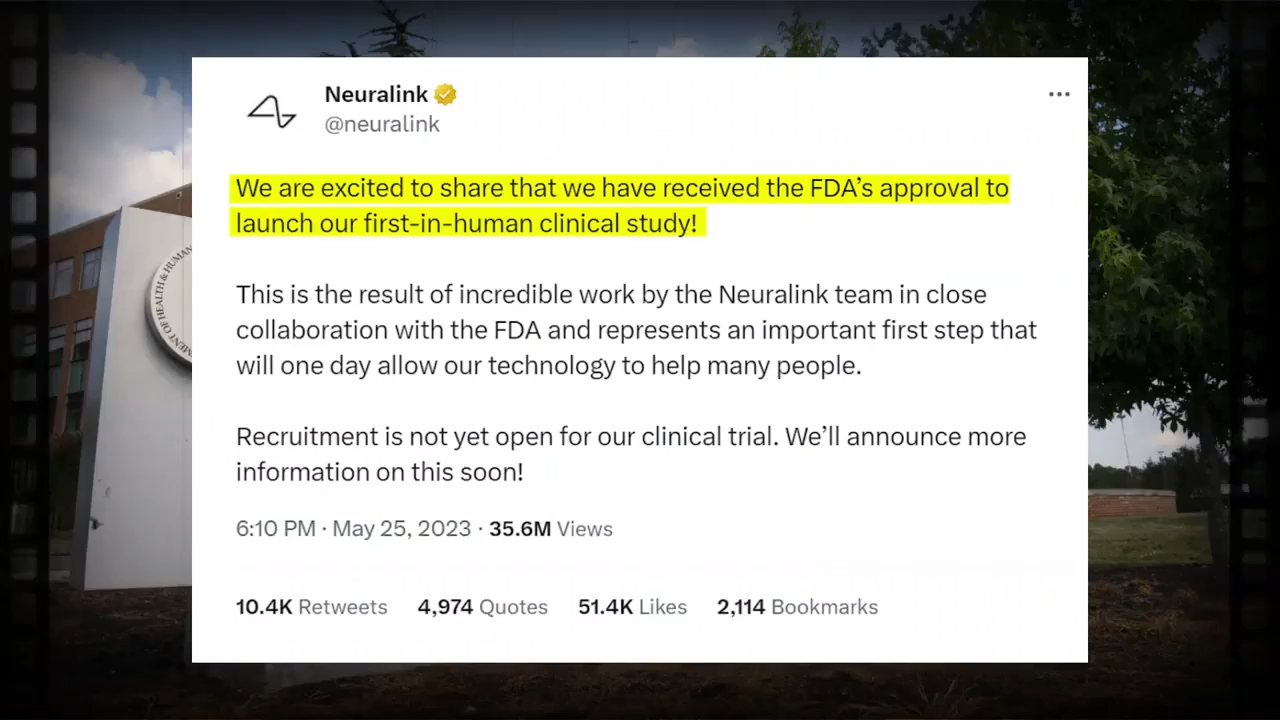 Neuralink
@neuralink
We are excited to share that we have received the FDA’s approval to
launch our first-in-human clinical study!
This is the result of incredible work by the Neuralink team in close
collaboration with the FDA and represents an important first step that
will one day allow our technology to help many people.
Recruitment is not yet open for our clinical trial. We’ll announce more
information on this soon!
6:10 PM · May 25, 2023 · 35.6M Views
10.4K Retweets 4,974 Quotes 51.4K Likes 2,114 Bookmarks
OF HEALTH & HUMAN